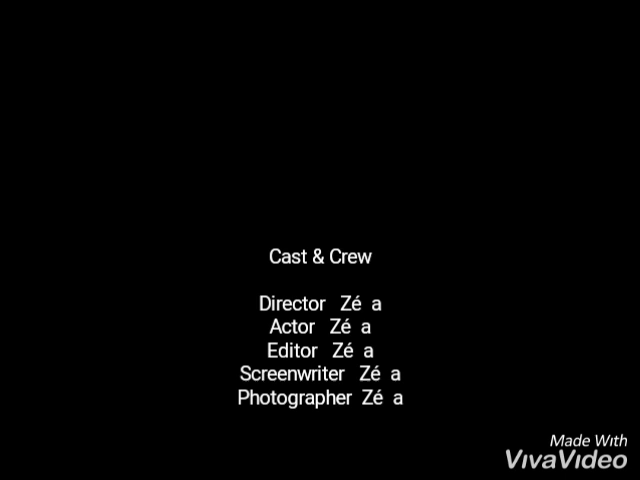 Cast & Crew
Director Zé a
Actor Zé a
Editor Zé a
Screenwriter Zé a
Photographer Zé a
Made With
VivaVideo